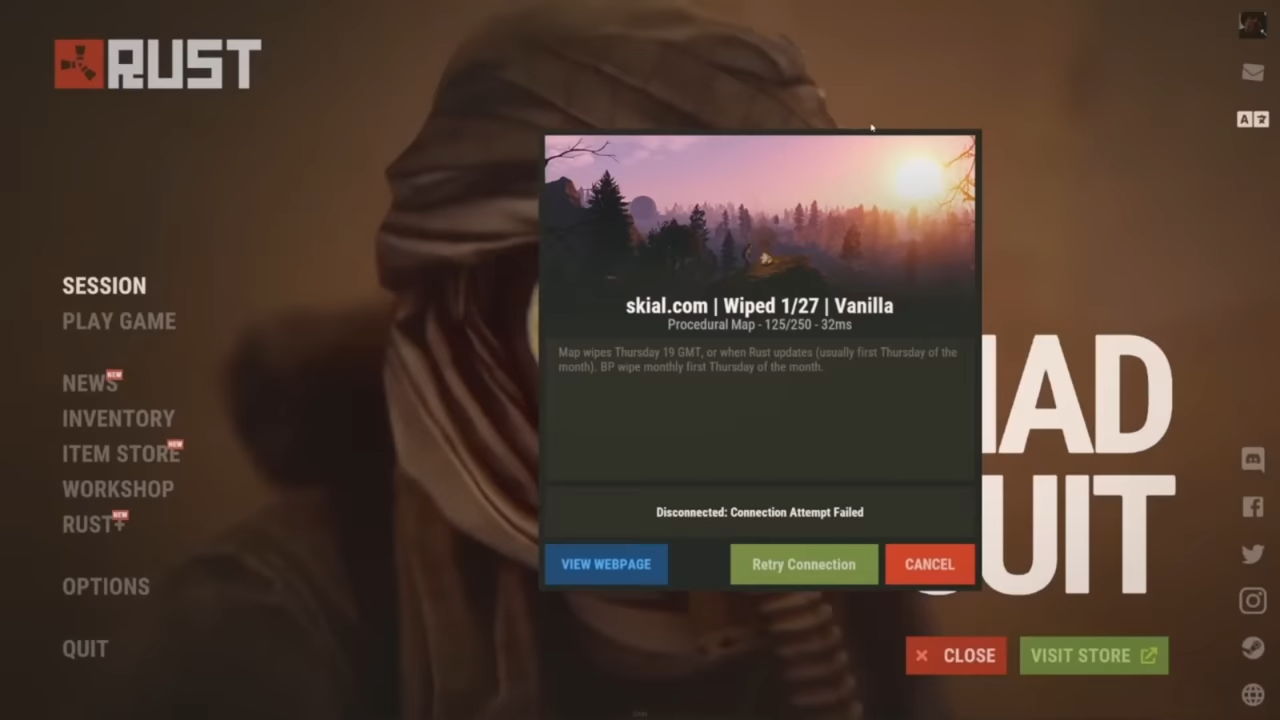 RUST
SESSION
PLAY GAME
NEWS NEW
INVENTORY
ITEM STORE NEW
WORKSHOP
RUST+ NEW
OPTIONS
QUIT
skial.com | Wiped 1/27 | Vanilla
Procedural Map - 125/250 - 32ms
Map wipes Thursday 19 GMT, or when Rust updates (usually first Thursday of the
month). BP wipe monthly first Thursday of the month.
Disconnected: Connection Attempt Failed
VIEW WEBPAGE
Retry Connection
CANCEL
AD
UIT
× CLOSE
VISIT STORE
A